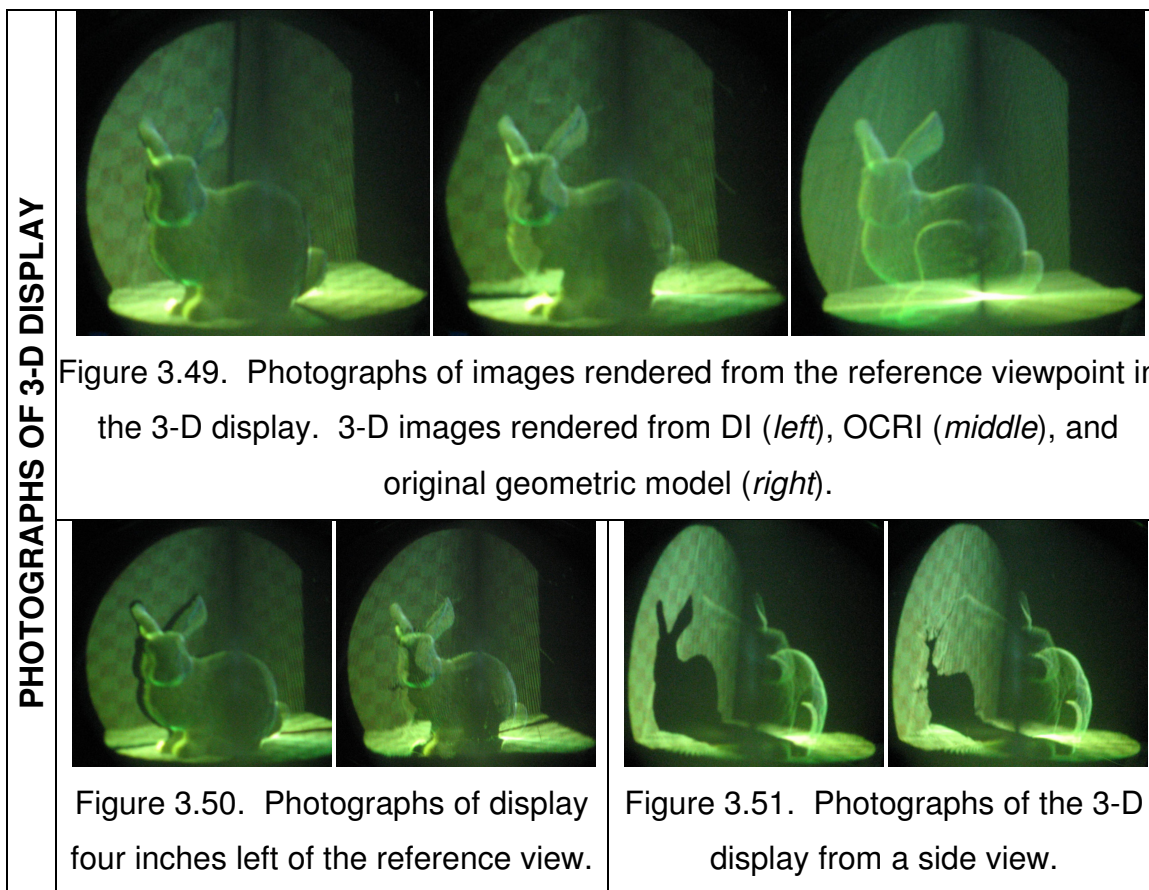 PHOTOGRAPHS OF 3-D DISPLAY
Figure 3.49. Photographs of images rendered from the reference viewpoint in
the 3-D display. 3-D images rendered from DI (left), OCRI (middle), and
original geometric model (right).
Figure 3.50. Photographs of display
four inches left of the reference view.
Figure 3.51. Photographs of the 3-D
display from a side view.